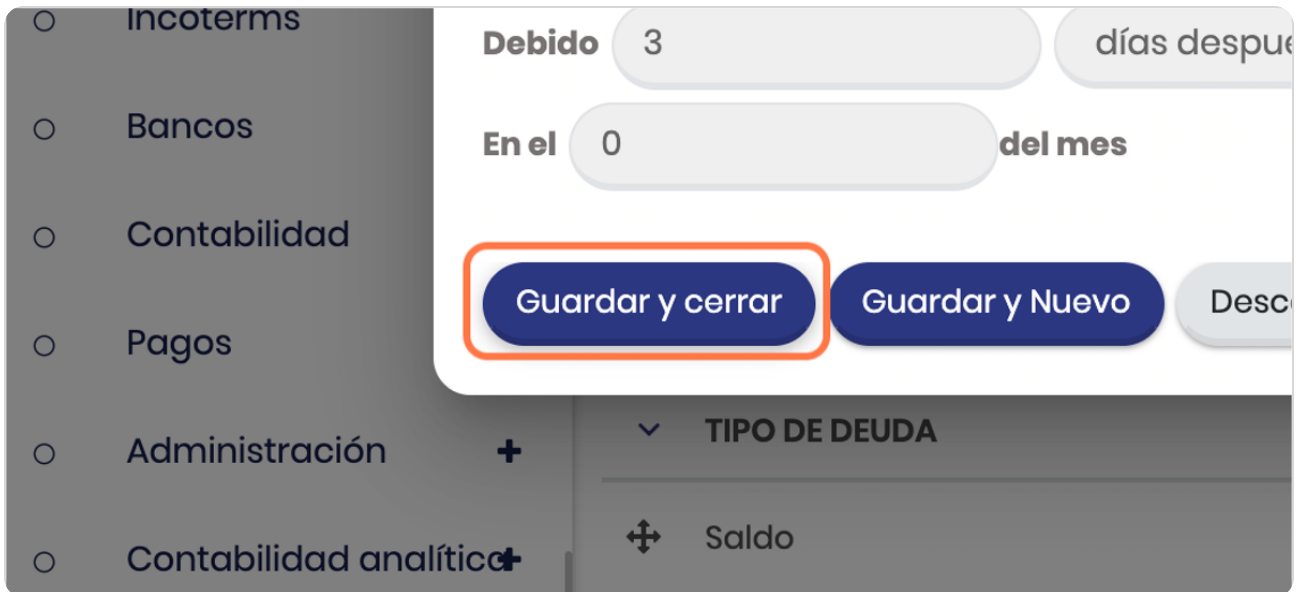 Incoterms
Bancos
Contabilidad
Pagos
Administración
Contabilidad analítica
Debido 3 días despué
En el 0 del mes
Guardar y cerrar Guardar y Nuevo Desc
TIPO DE DEUDA
Saldo